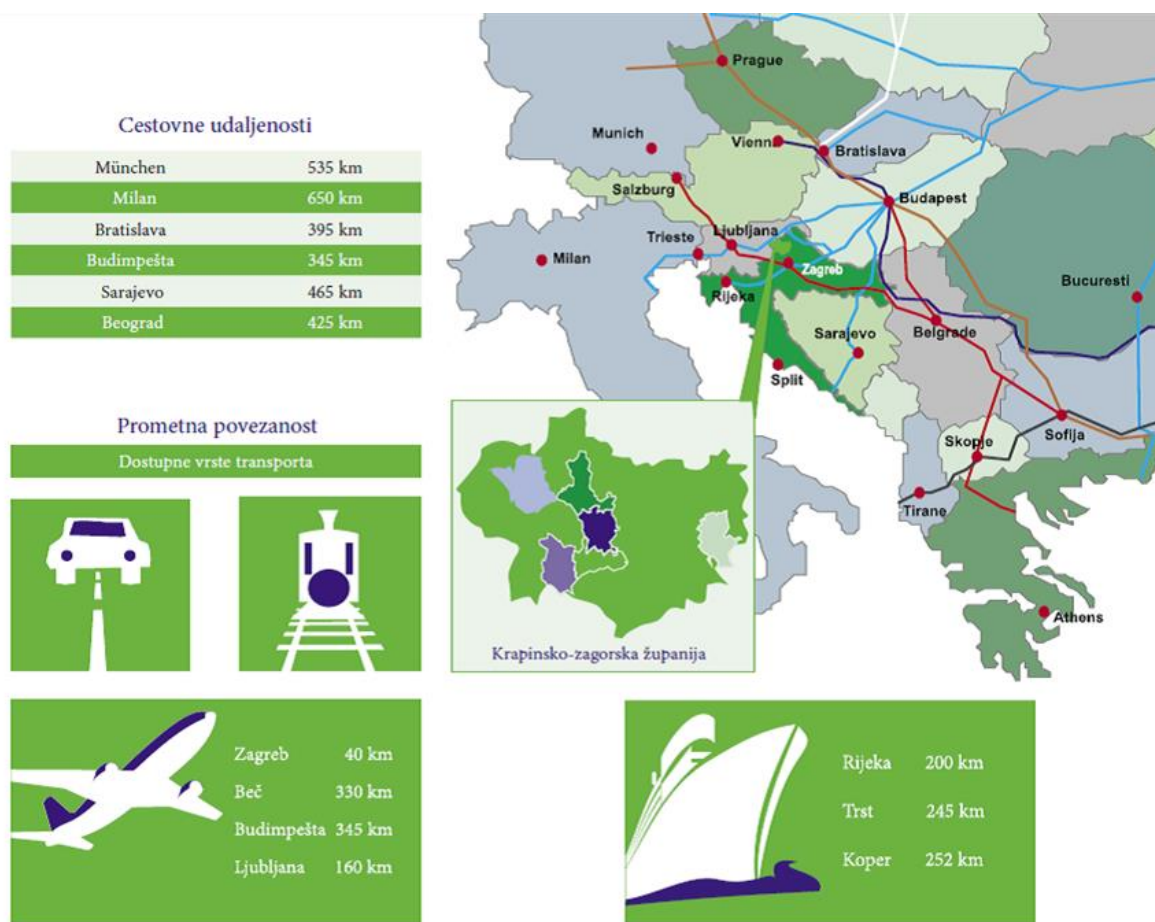 Cestovne udaljenosti
München 535 km
Milan 650 km
Bratislava 395 km
Budimpešta 345 km
Sarajevo 465 km
Beograd 425 km
Prometna povezanost
Dostupne vrste transporta
Zagreb 40 km
Beč 330 km
Budimpešta 345 km
Ljubljana 160 km
Prague
Munich
Vienn
Bratislava
Salzburg
Budapest
Ljubljana
Trieste
Milan
Zagreb
Rijeka
Bucuresti
Sarajevo
Belgrade
Split
Skopje
Sofija
Tirane
Athens
Krapinsko-zagorska županija
Rijeka 200 km
Trst 245 km
Koper 252 km